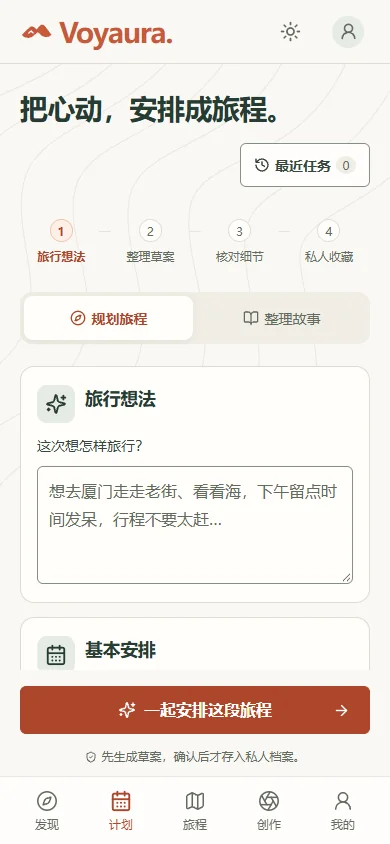 Voyaura.
把心动，安排成旅程。
最近任务 0
1 2 3 4
旅行想法 整理草案 核对细节 私人收藏
规划旅程 整理故事
旅行想法
这次想怎样旅行？
想去厦门走走老街、看看海，下午留点时
间发呆，行程不要太赶...
基本安排
一起安排这段旅程
先生成草案，确认后才存入私人档案。
发现 计划 旅程 创作 我的